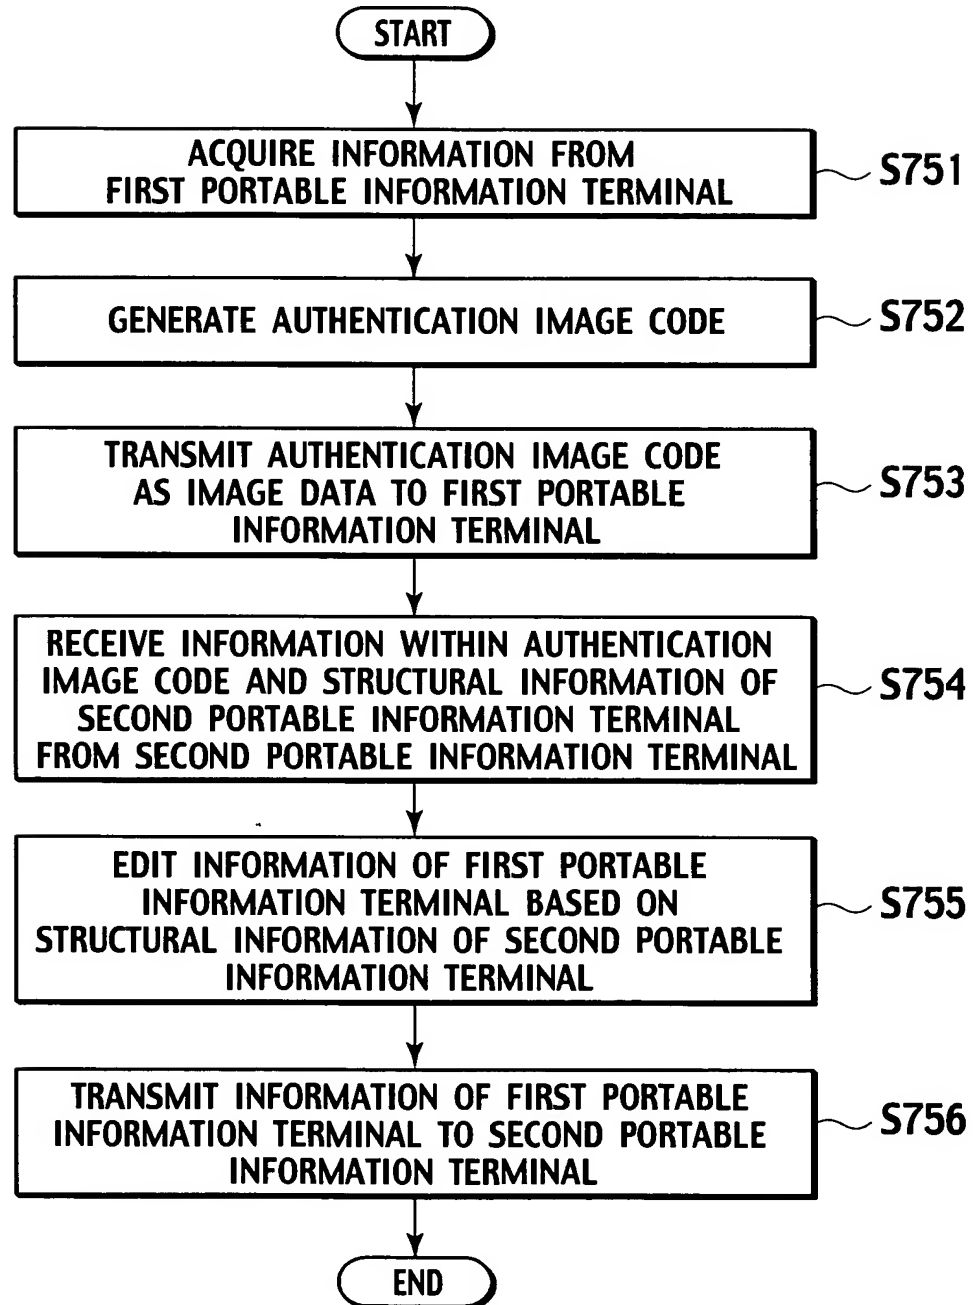 START
ACQUIRE INFORMATION FROM
FIRST PORTABLE INFORMATION TERMINAL
S751
GENERATE AUTHENTICATION IMAGE CODE
S752
TRANSMIT AUTHENTICATION IMAGE CODE
AS IMAGE DATA TO FIRST PORTABLE
INFORMATION TERMINAL
S753
RECEIVE INFORMATION WITHIN AUTHENTICATION
IMAGE CODE AND STRUCTURAL INFORMATION OF
SECOND PORTABLE INFORMATION TERMINAL
FROM SECOND PORTABLE INFORMATION TERMINAL
S754
EDIT INFORMATION OF FIRST PORTABLE
INFORMATION TERMINAL BASED ON
STRUCTURAL INFORMATION OF SECOND PORTABLE
INFORMATION TERMINAL
S755
TRANSMIT INFORMATION OF FIRST PORTABLE
INFORMATION TERMINAL TO SECOND PORTABLE
INFORMATION TERMINAL
S756
END